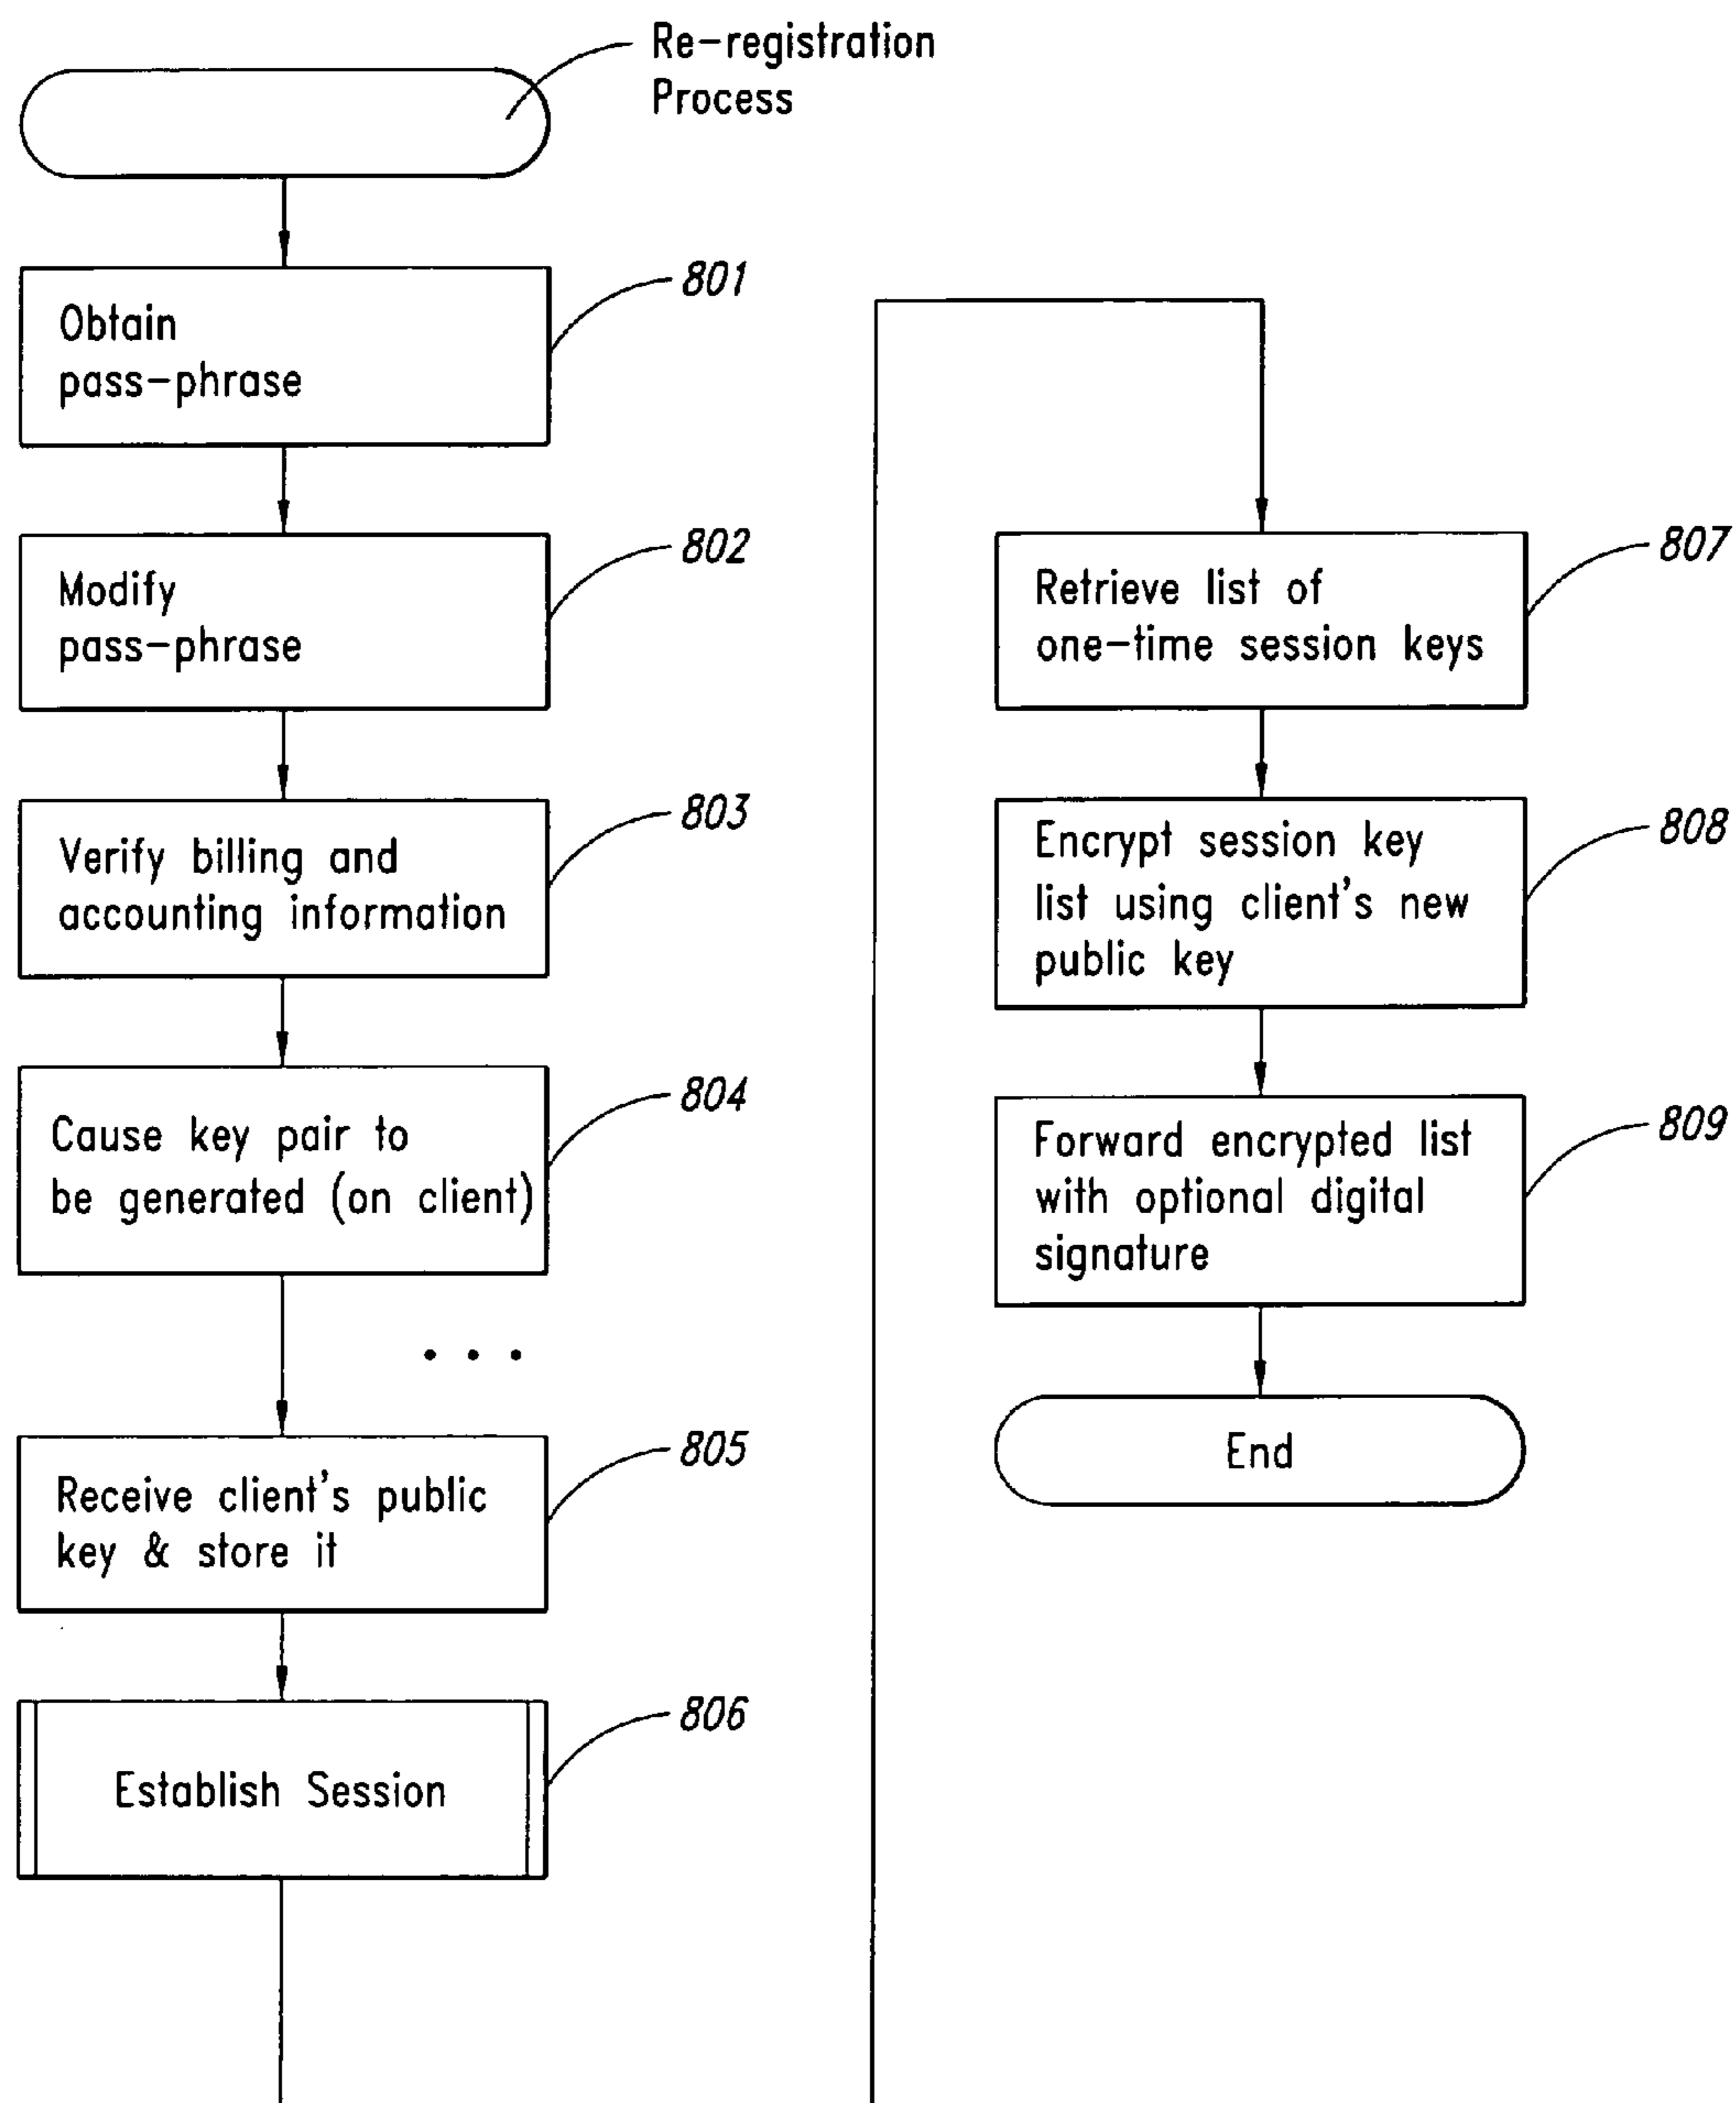 Re-registration
Process
801
Obtain
pass-phrase
802
Modify
pass-phrase
803
Verify billing and
accounting information
804
Cause key pair to
be generated (on client)
. . .
805
Receive client's public
key & store it
806
Establish Session
807
Retrieve list of
one-time session keys
808
Encrypt session key
list using client's new
public key
809
Forward encrypted list
with optional digital
signature
End